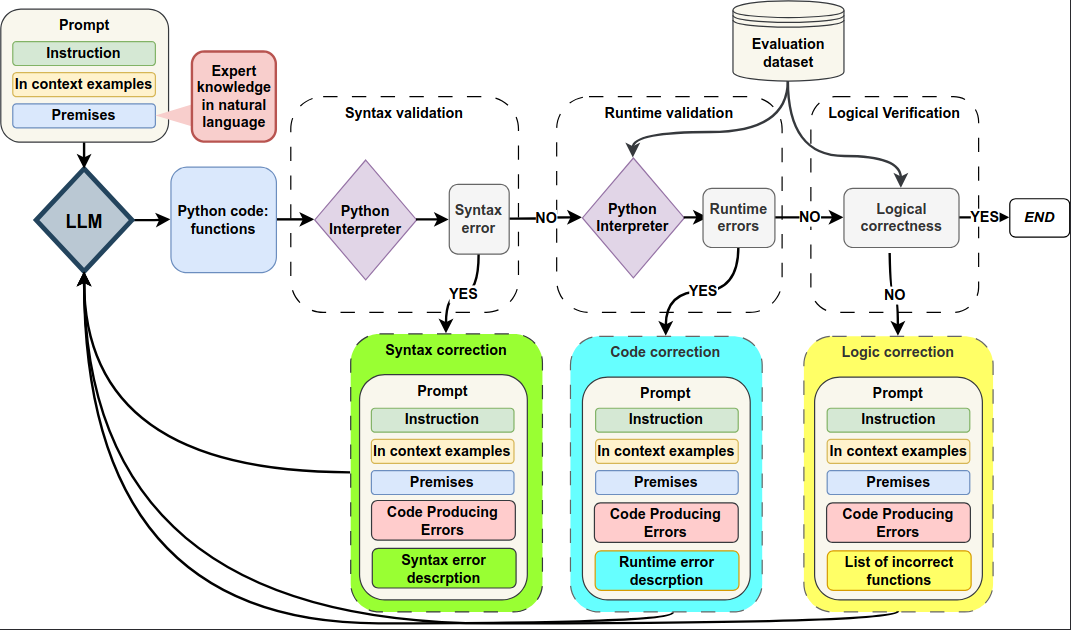 Prompt
Instruction
In context examples
Premises
Expert
knowledge
in natural
language
Evaluation
dataset
Syntax validation
Runtime validation
Logical Verification
LLM
Python code:
functions
Python
Interpreter
Syntax
error
NO
Python
Interpreter
Runtime
errors
NO
Logical
correctness
YES
END
YES
YES
NO
Syntax correction
Prompt
Instruction
In context examples
Premises
Code Producing
Errors
Syntax error
descrption
Code correction
Prompt
Instruction
In context examples
Premises
Code Producing
Errors
Runtime error
descrption
Logic correction
Prompt
Instruction
In context examples
Premises
Code Producing
Errors
List of incorrect
functions